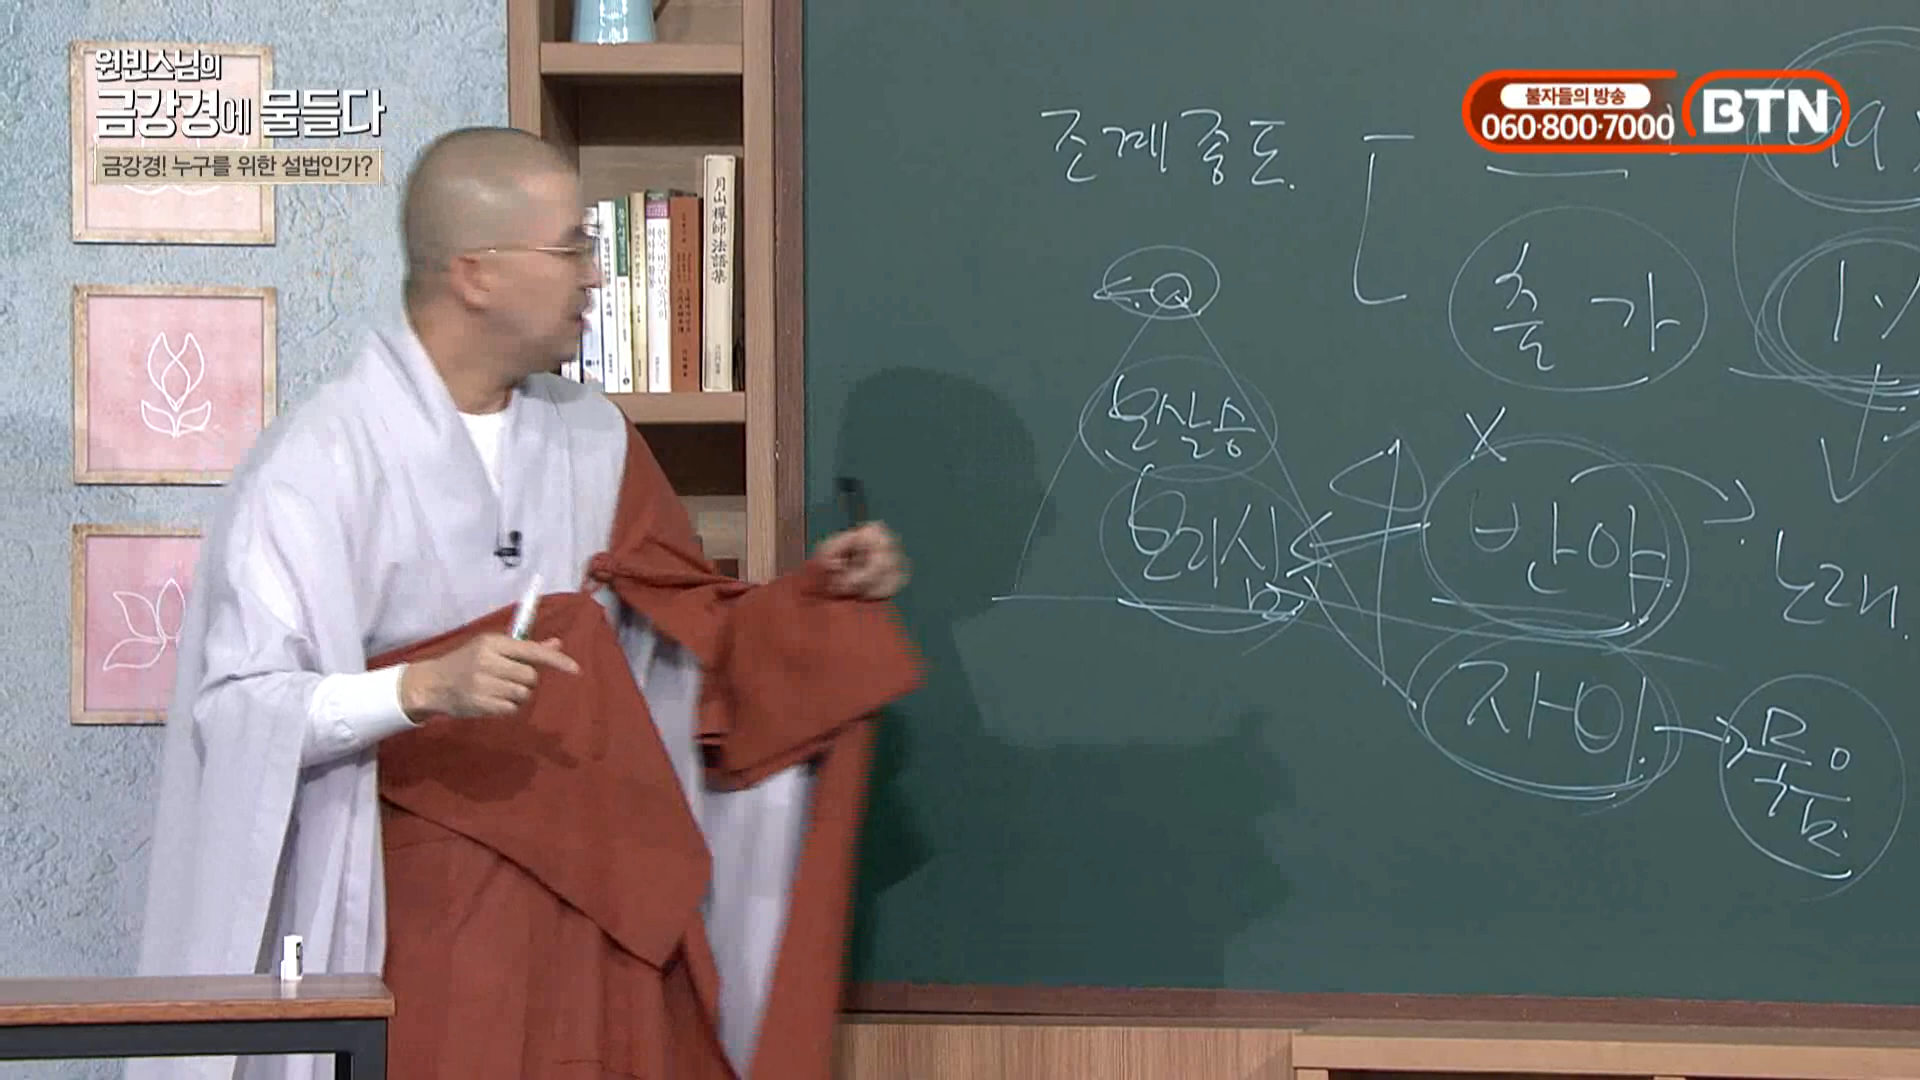 원빈스님의
금강경에 물들다
금강경! 누구를 위한 설법인가?
불자들의 방송
060·800·7000
BTN
月山禪師法語集
조계종도.
99%
출가
1%
보살승
X
보리심
반야
노래.
자아
묶음.